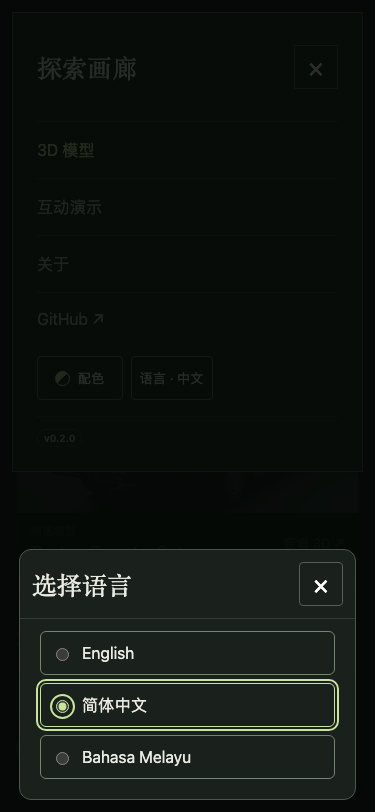 探索画廊
3D 模型
互动演示
关于
GitHub ↗
配色
语言 · 中文
v0.2.0
选择语言
English
简体中文
Bahasa Melayu